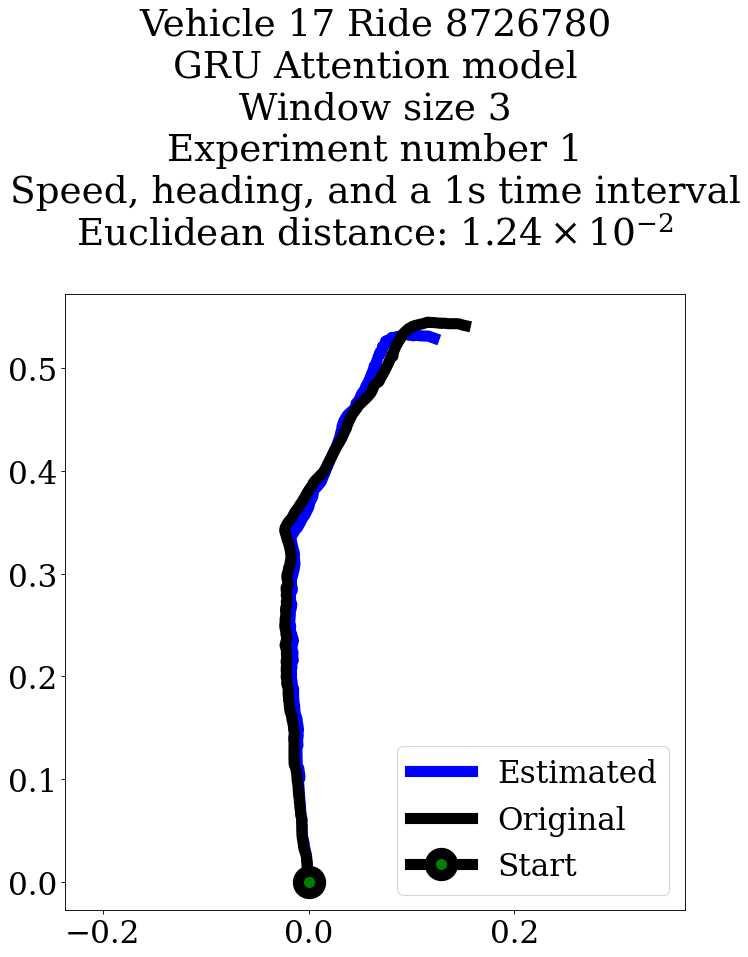 Vehicle 17 Ride 8726780
GRU Attention model
Window size 3
Experiment number 1
Speed, heading, and a 1s time interval
Euclidean distance: 1.24 × 10⁻²
0.5
0.4
0.3
0.2
0.1
0.0
Estimated
Original
Start
−0.2
0.0
0.2